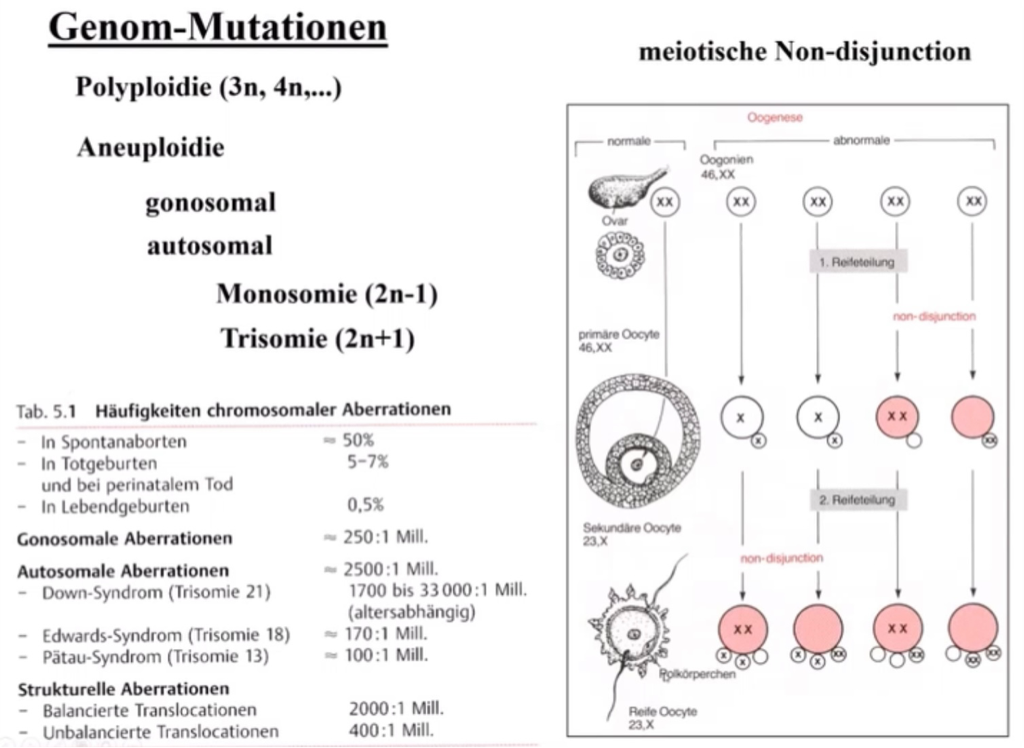 Genom-Mutationen
Polyploidie (3n, 4n,...)
Aneuploidie
gonosomal
autosomal
Monosomie (2n-1)
Trisomie (2n+1)
Tab. 5.1 Häufigkeiten chromosomaler Aberrationen
– In Spontanaborten ≈ 50%
– In Totgeburten 5–7%
und bei perinatalem Tod
– In Lebendgeburten 0,5%
Gonosomale Aberrationen ≈ 250:1 Mill.
Autosomale Aberrationen ≈ 2500:1 Mill.
– Down-Syndrom (Trisomie 21) 1700 bis 33000:1 Mill.
(altersabhängig)
– Edwards-Syndrom (Trisomie 18) ≈ 170:1 Mill.
– Pätau-Syndrom (Trisomie 13) ≈ 100:1 Mill.
Strukturelle Aberrationen
– Balancierte Translocationen 2000:1 Mill.
– Unbalancierte Translocationen 400:1 Mill.
meiotische Non-disjunction
Oogenese
normale abnormale
Oogonien
46,XX
XX XX XX XX XX
Ovar
1. Reifeteilung
non-disjunction
primäre Oocyte
46,XX
X X XX
X X XX
2. Reifeteilung
Sekundäre Oocyte
23,X
non-disjunction
XX XX
X X X X XX XX XX
Polkörperchen
Reife Oocyte
23,X